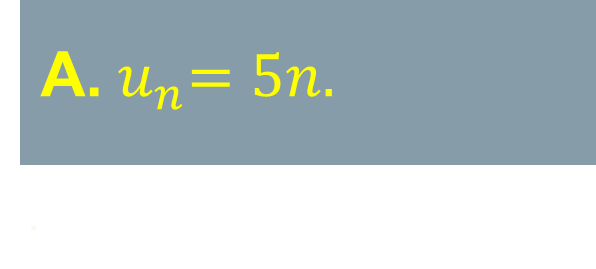 A. uₙ = 5n.